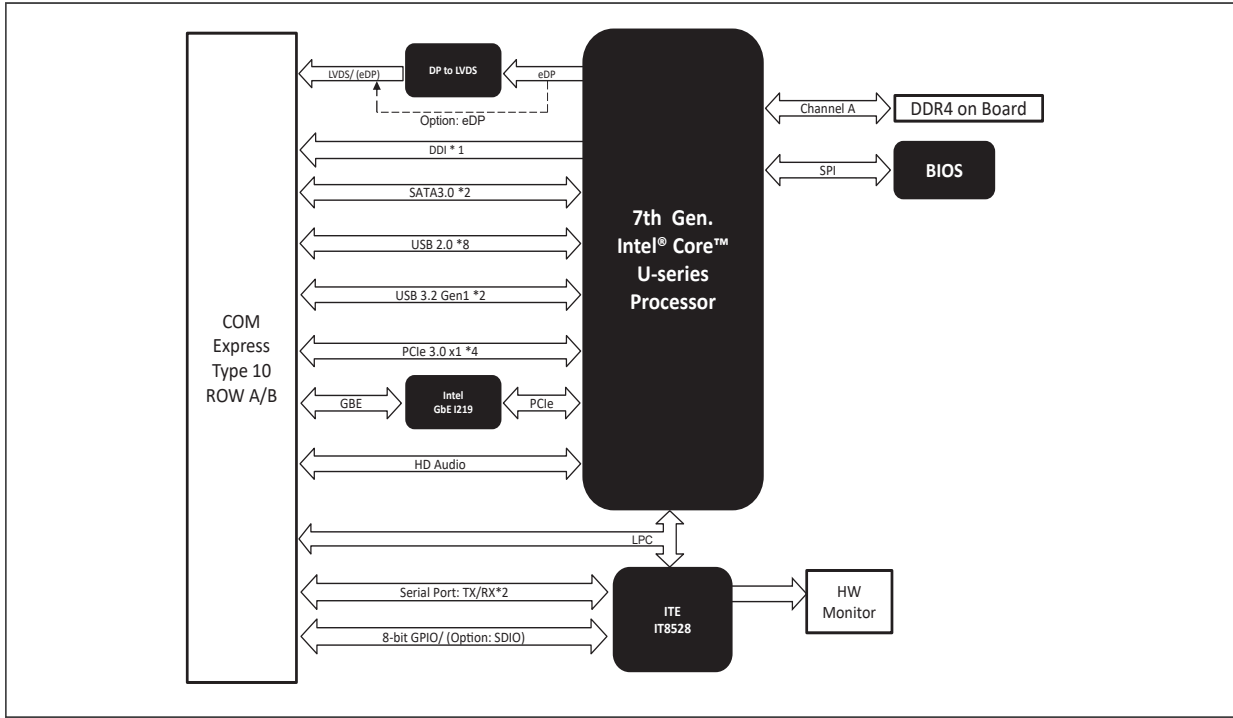 COM
Express
Type 10
ROW A/B
LVDS/ (eDP)
DP to LVDS
eDP
Option: eDP
DDI * 1
SATA3.0 *2
USB 2.0 *8
USB 3.2 Gen1 *2
PCIe 3.0 x1 *4
GBE
Intel
GbE I219
PCIe
HD Audio
LPC
Serial Port: TX/RX*2
8-bit GPIO/ (Option: SDIO)
7th Gen.
Intel® Core™
U-series
Processor
Channel A
DDR4 on Board
SPI
BIOS
ITE
IT8528
HW
Monitor